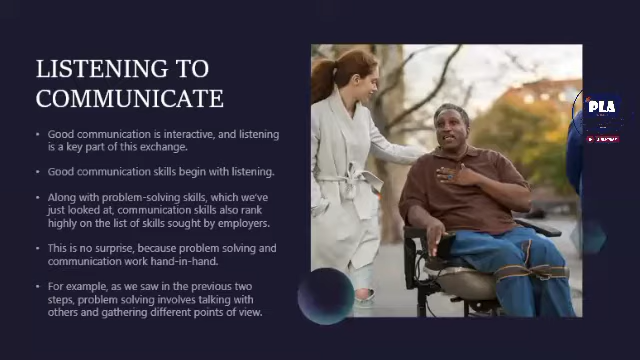 LISTENING TO
COMMUNICATE
• Good communication is interactive, and listening
is a key part of this exchange.
• Good communication skills begin with listening.
• Along with problem-solving skills, which we've
just looked at, communication skills also rank
highly on the list of skills sought by employers.
• This is no surprise, because problem solving and
communication work hand-in-hand.
• For example, as we saw in the previous two
steps, problem solving involves talking with
others and gathering different points of view.
PLA